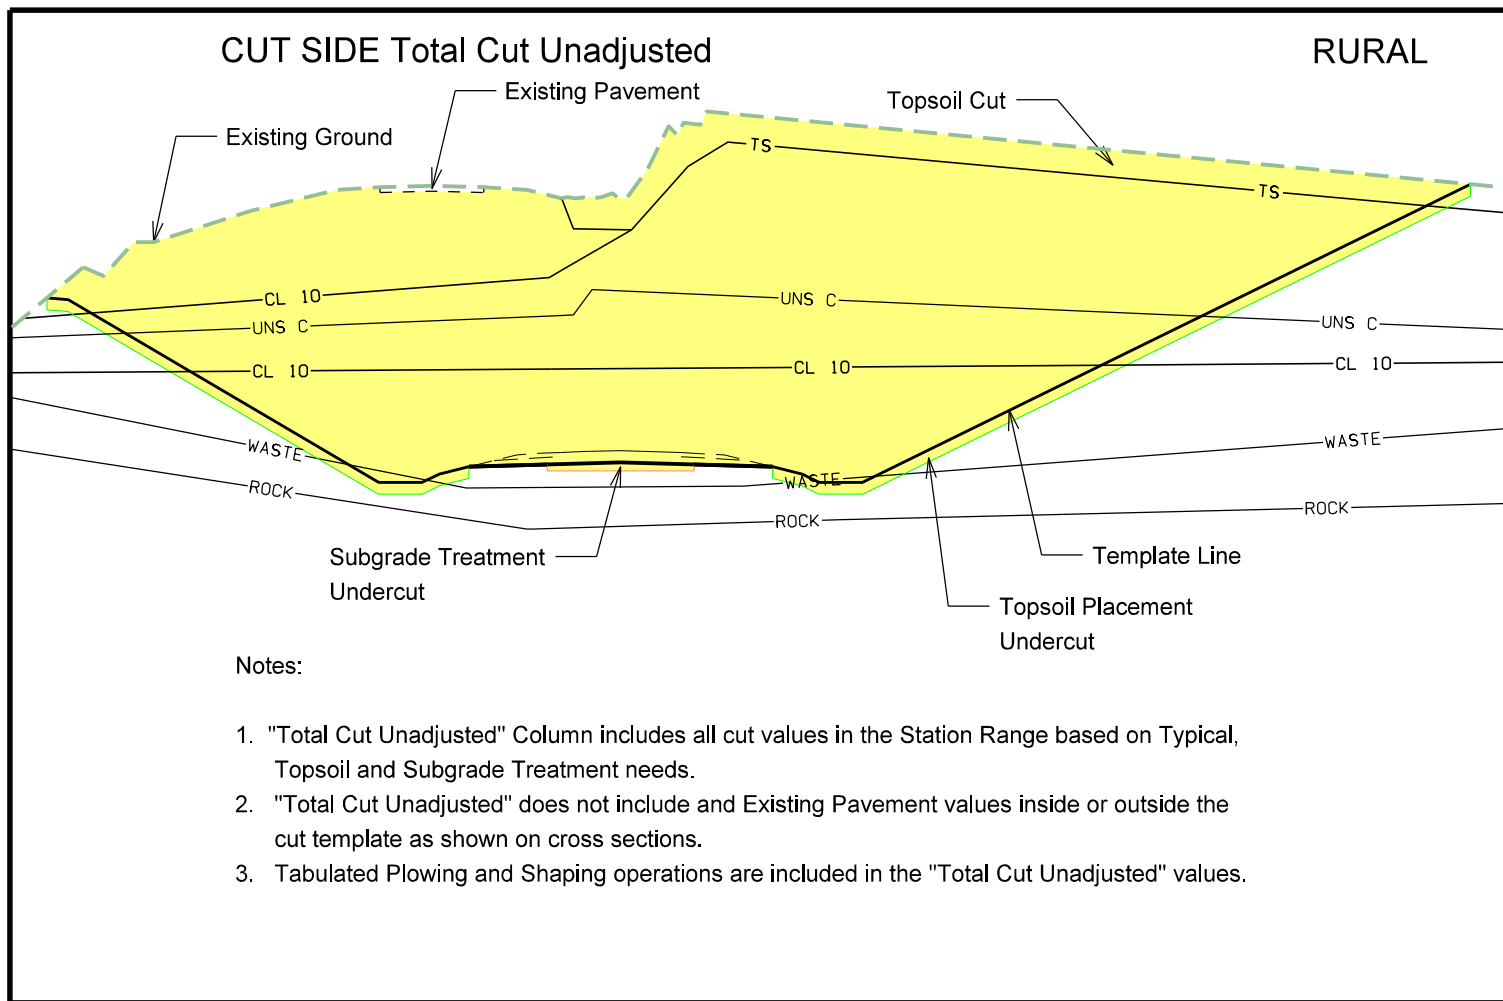 CUT SIDE Total Cut Unadjusted
RURAL
Existing Pavement
Topsoil Cut
Existing Ground
TS
TS
CL 10
UNS C
UNS C
UNS C
CL 10
CL 10
CL 10
WASTE
WASTE
WASTE
ROCK
ROCK
ROCK
Subgrade Treatment
Undercut
Template Line
Topsoil Placement
Undercut
Notes:
1. "Total Cut Unadjusted" Column includes all cut values in the Station Range based on Typical,
Topsoil and Subgrade Treatment needs.
2. "Total Cut Unadjusted" does not include and Existing Pavement values inside or outside the
cut template as shown on cross sections.
3. Tabulated Plowing and Shaping operations are included in the "Total Cut Unadjusted" values.